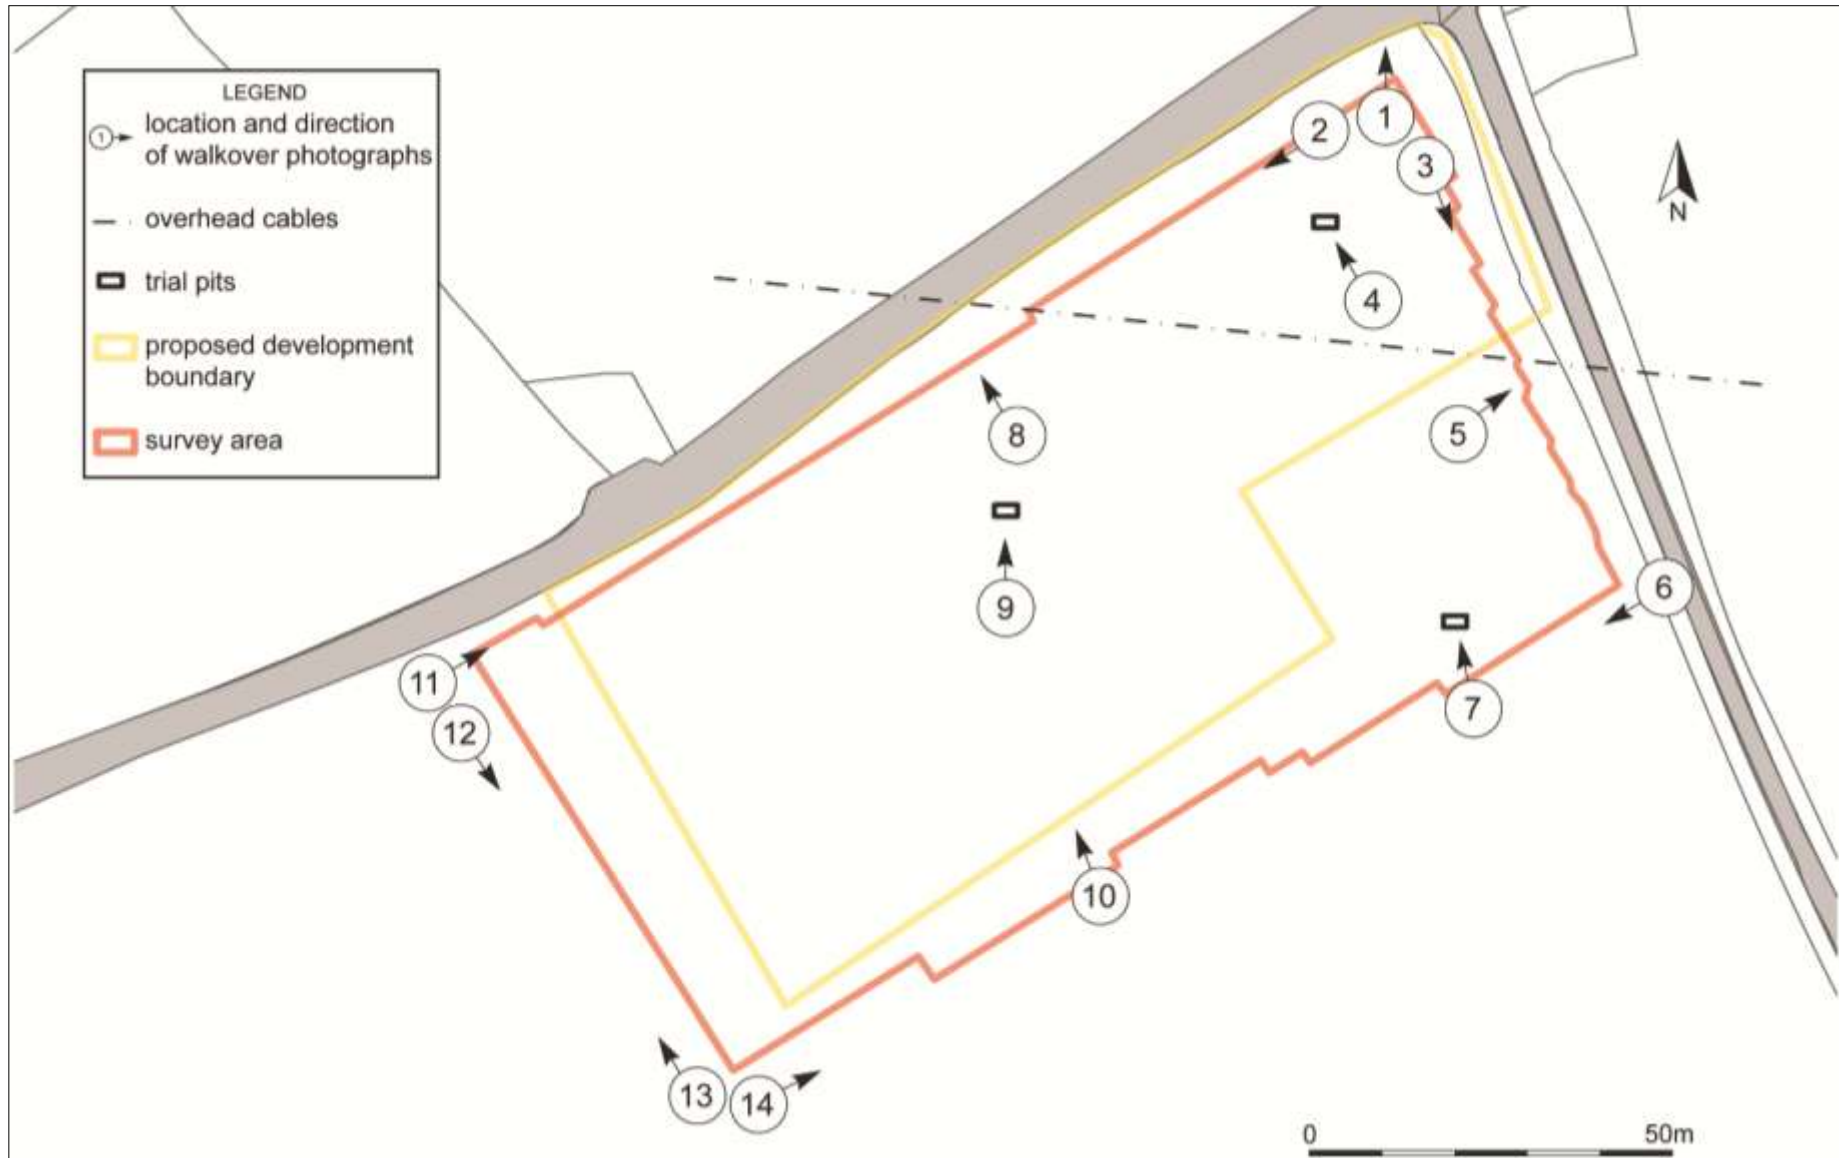 LEGEND
1 location and direction
of walkover photographs
overhead cables
trial pits
proposed development
boundary
survey area
1
2
3
N
4
8
5
9
6
7
11
12
10
13
14
0 50m